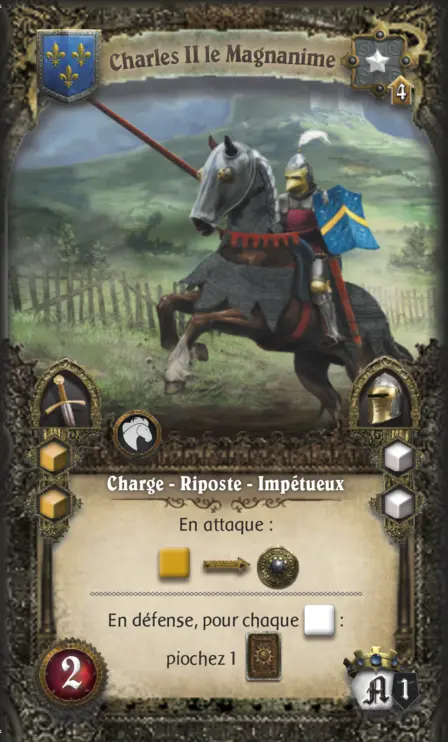 Charles II le Magnanime
4
Charge - Riposte - Impétueux
En attaque :
En défense, pour chaque :
piochez 1
2
A 1